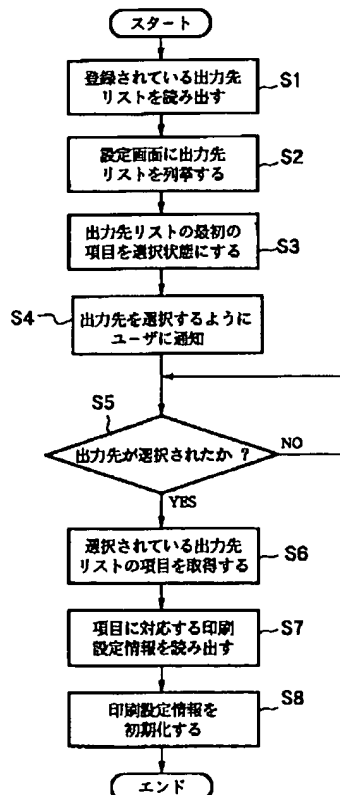 スタート
登録されている出力先
リストを読み出す
S1
設定画面に出力先
リストを列挙する
S2
出力先リストの最初の
項目を選択状態にする
S3
S4
出力先を選択するように
ユーザに通知
S5
出力先が選択されたか ?
NO
YES
選択されている出力先
リストの項目を取得する
S6
項目に対応する印刷
設定情報を読み出す
S7
印刷設定情報を
初期化する
S8
エンド